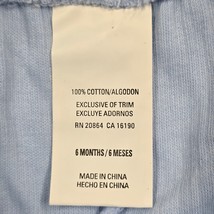 100% COTTON/ALGODON
EXCLUSIVE OF TRIM
EXCLUYE ADORNOS
RN 20864 CA 16190
6 MONTHS/6 MESES
MADE IN CHINA
HECHO EN CHINA